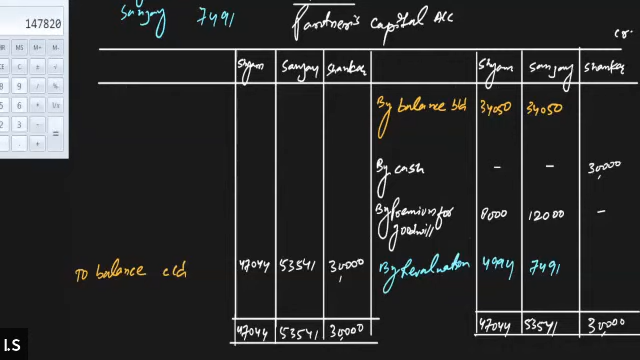 147820
Sanjay 7491
Partner's Capital A/C
Cr.
Shyam Sanjay Shankar Shyam Sanjay Shankar
By balance b/d 34050 34050
By cash - - 30000
By Premium for goodwill 8000 12000 -
To balance c/d 47044 53541 30000 By Revaluation 4994 7491
47044 53541 30000 47044 53541 30000
I.S